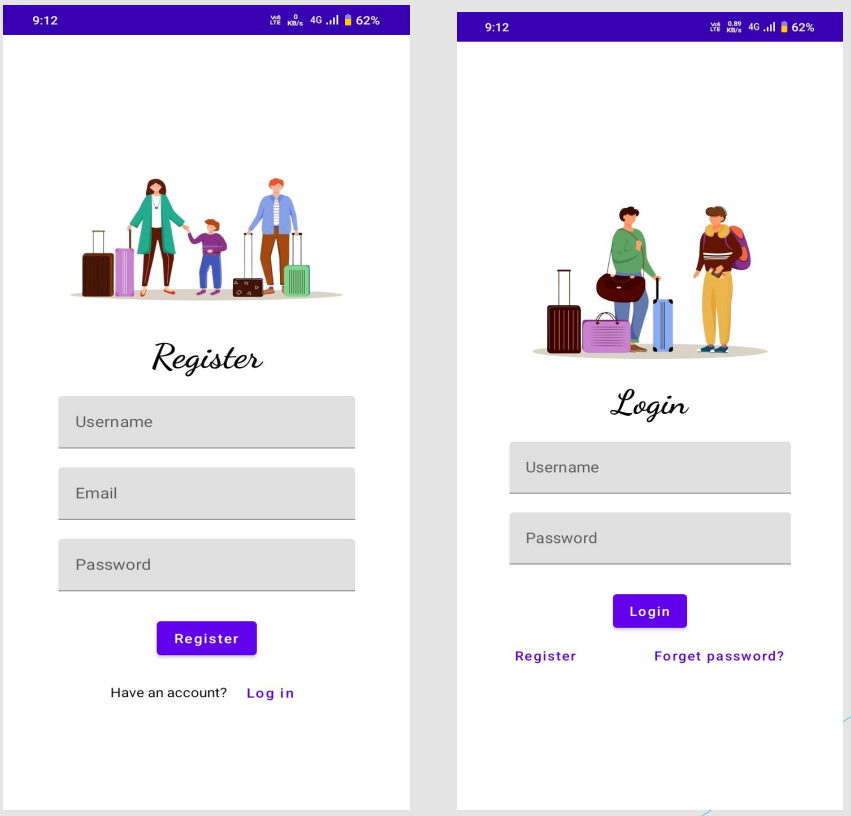 9:12 Vo) LTE 0 KB/s 4G 62%
Register
Username
Email
Password
Register
Have an account? Log in
9:12 Vo) LTE 0.89 KB/s 4G 62%
Login
Username
Password
Login
Register Forget password?